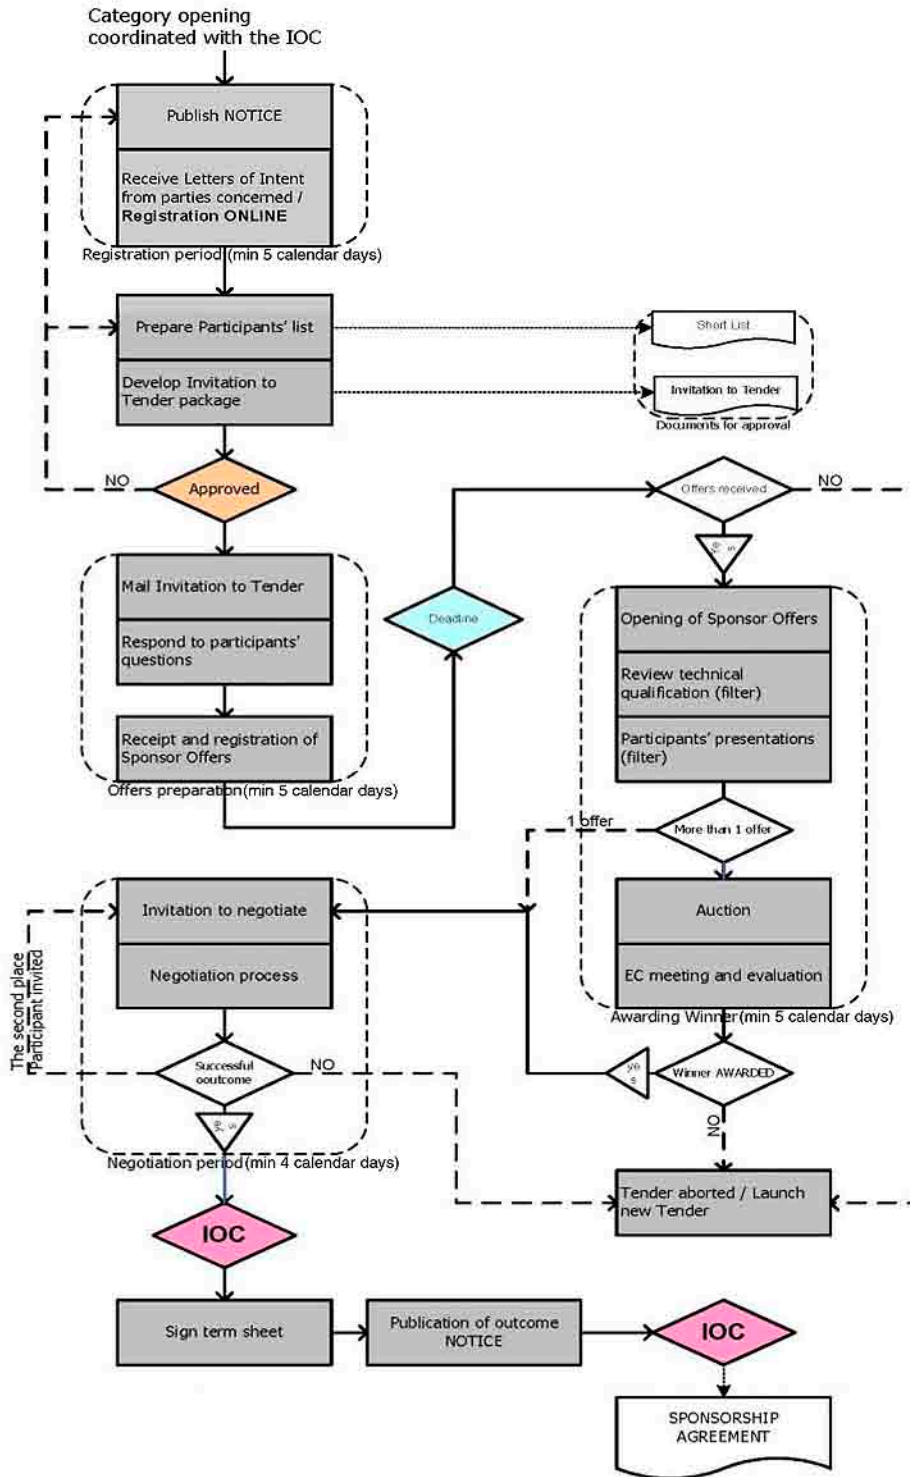 Category opening
coordinated with the IOC
Publish NOTICE
Receive Letters of Intent
from parties concerned /
Registration ONLINE
Registration period (min 5 calendar days)
Prepare Participants' list
Develop Invitation to
Tender package
Short List
Invitation to Tender
Documents for approval
NO
Approved
Mail Invitation to Tender
Respond to participants'
questions
Receipt and registration of
Sponsor Offers
Offers preparation(min 5 calendar days)
Deadline
Offers received
NO
ye
s
Opening of Sponsor Offers
Review technical
qualification (filter)
Participants' presentations
(filter)
1 offer
More than 1 offer
Auction
EC meeting and evaluation
Awarding Winner(min 5 calendar days)
Invitation to negotiate
Negotiation process
The second place
Participant invited
Successful
ooutcome
NO
ye
s
Negotiation period(min 4 calendar days)
ye
s
Winner AWARDED
NO
Tender aborted / Launch
new Tender
IOC
Sign term sheet
Publication of outcome
NOTICE
IOC
SPONSORSHIP
AGREEMENT